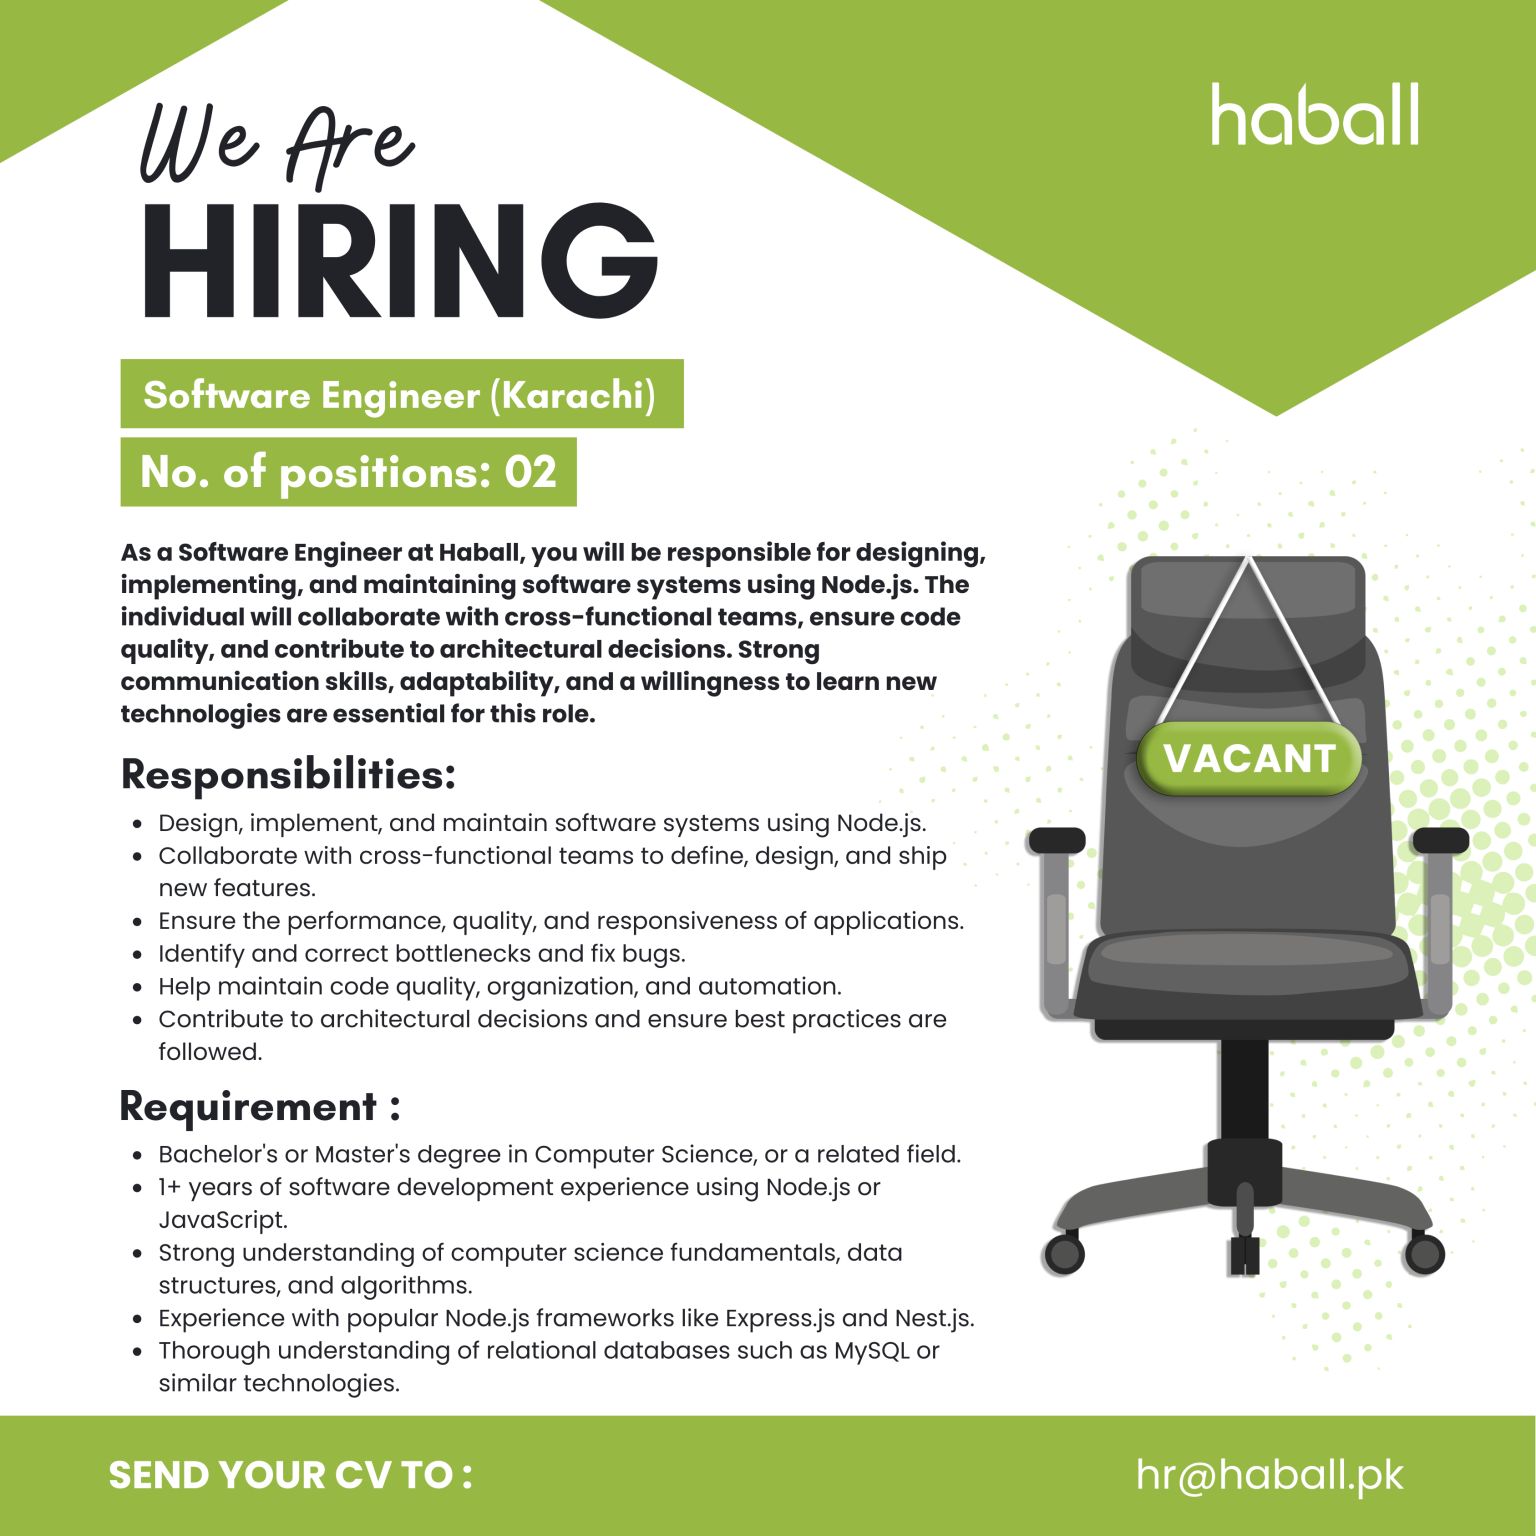 We Are
HIRING
haball
Software Engineer (Karachi)
No. of positions: 02
As a Software Engineer at Haball, you will be responsible for designing,
implementing, and maintaining software systems using Node.js. The
individual will collaborate with cross-functional teams, ensure code
quality, and contribute to architectural decisions. Strong
communication skills, adaptability, and a willingness to learn new
technologies are essential for this role.
Responsibilities:
• Design, implement, and maintain software systems using Node.js.
• Collaborate with cross-functional teams to define, design, and ship
new features.
• Ensure the performance, quality, and responsiveness of applications.
• Identify and correct bottlenecks and fix bugs.
• Help maintain code quality, organization, and automation.
• Contribute to architectural decisions and ensure best practices are
followed.
Requirement :
• Bachelor's or Master's degree in Computer Science, or a related field.
• 1+ years of software development experience using Node.js or
JavaScript.
• Strong understanding of computer science fundamentals, data
structures, and algorithms.
• Experience with popular Node.js frameworks like Express.js and Nest.js.
• Thorough understanding of relational databases such as MySQL or
similar technologies.
VACANT
SEND YOUR CV TO :
hr@haball.pk